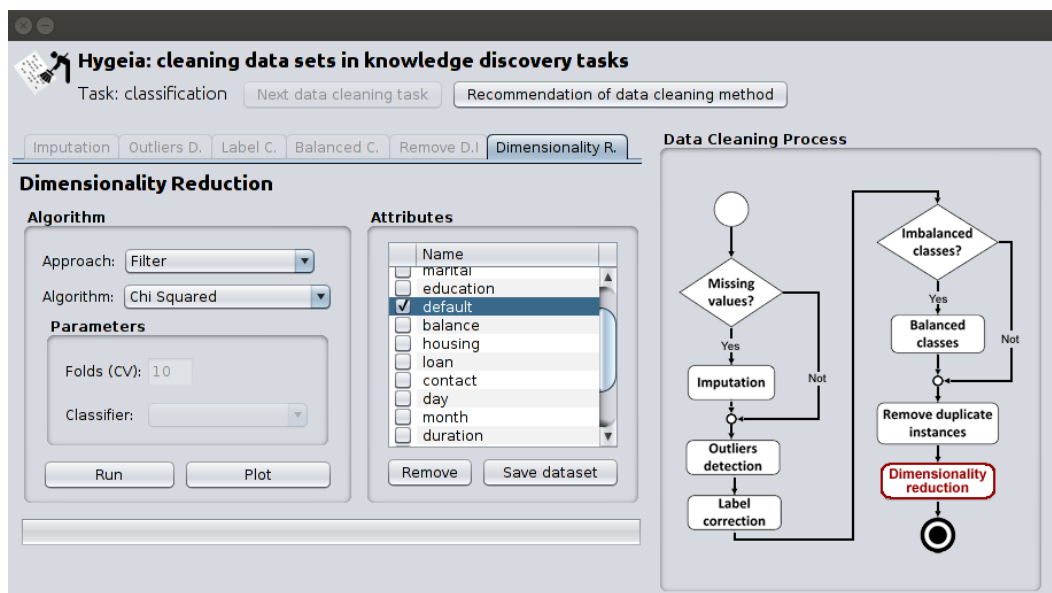 Hygeia: cleaning data sets in knowledge discovery tasks
Task: classification
Next data cleaning task
Recommendation of data cleaning method
Imputation
Outliers D.
Label C.
Balanced C.
Remove D.I
Dimensionality R.
Dimensionality Reduction
Algorithm
Approach:
Filter
Algorithm:
Chi Squared
Parameters
Folds (CV):
10
Classifier:
Run
Plot
Attributes
Name
marital
education
default
balance
housing
loan
contact
day
month
duration
Remove
Save dataset
Data Cleaning Process
Missing
values?
Yes
Not
Imputation
Outliers
detection
Label
correction
Imbalanced
classes?
Yes
Not
Balanced
classes
Remove duplicate
instances
Dimensionality
reduction